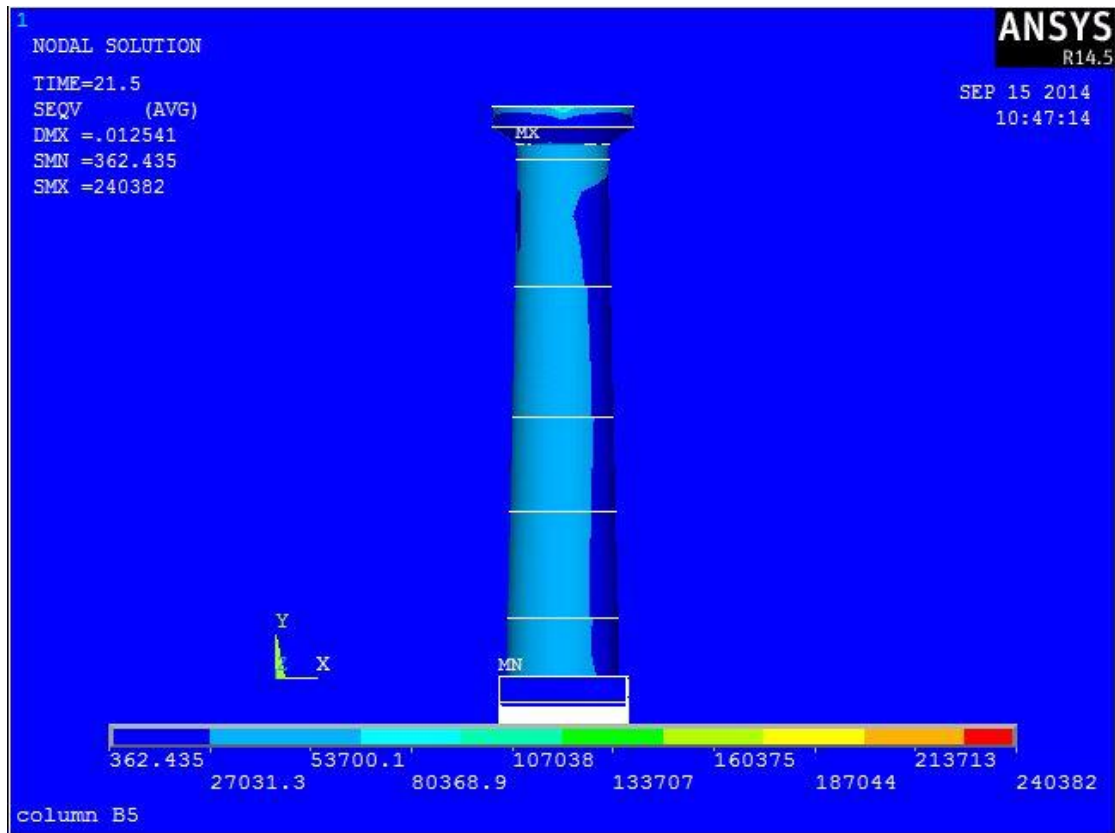 1
NODAL SOLUTION
TIME=21.5
SEQV (AVG)
DMX =.012541
SMN =362.435
SMX =240382
ANSYS
R14.5
SEP 15 2014
10:47:14
MX
Y
X
MN
362.435 53700.1 107038 160375 213713
27031.3 80368.9 133707 187044 240382
column B5